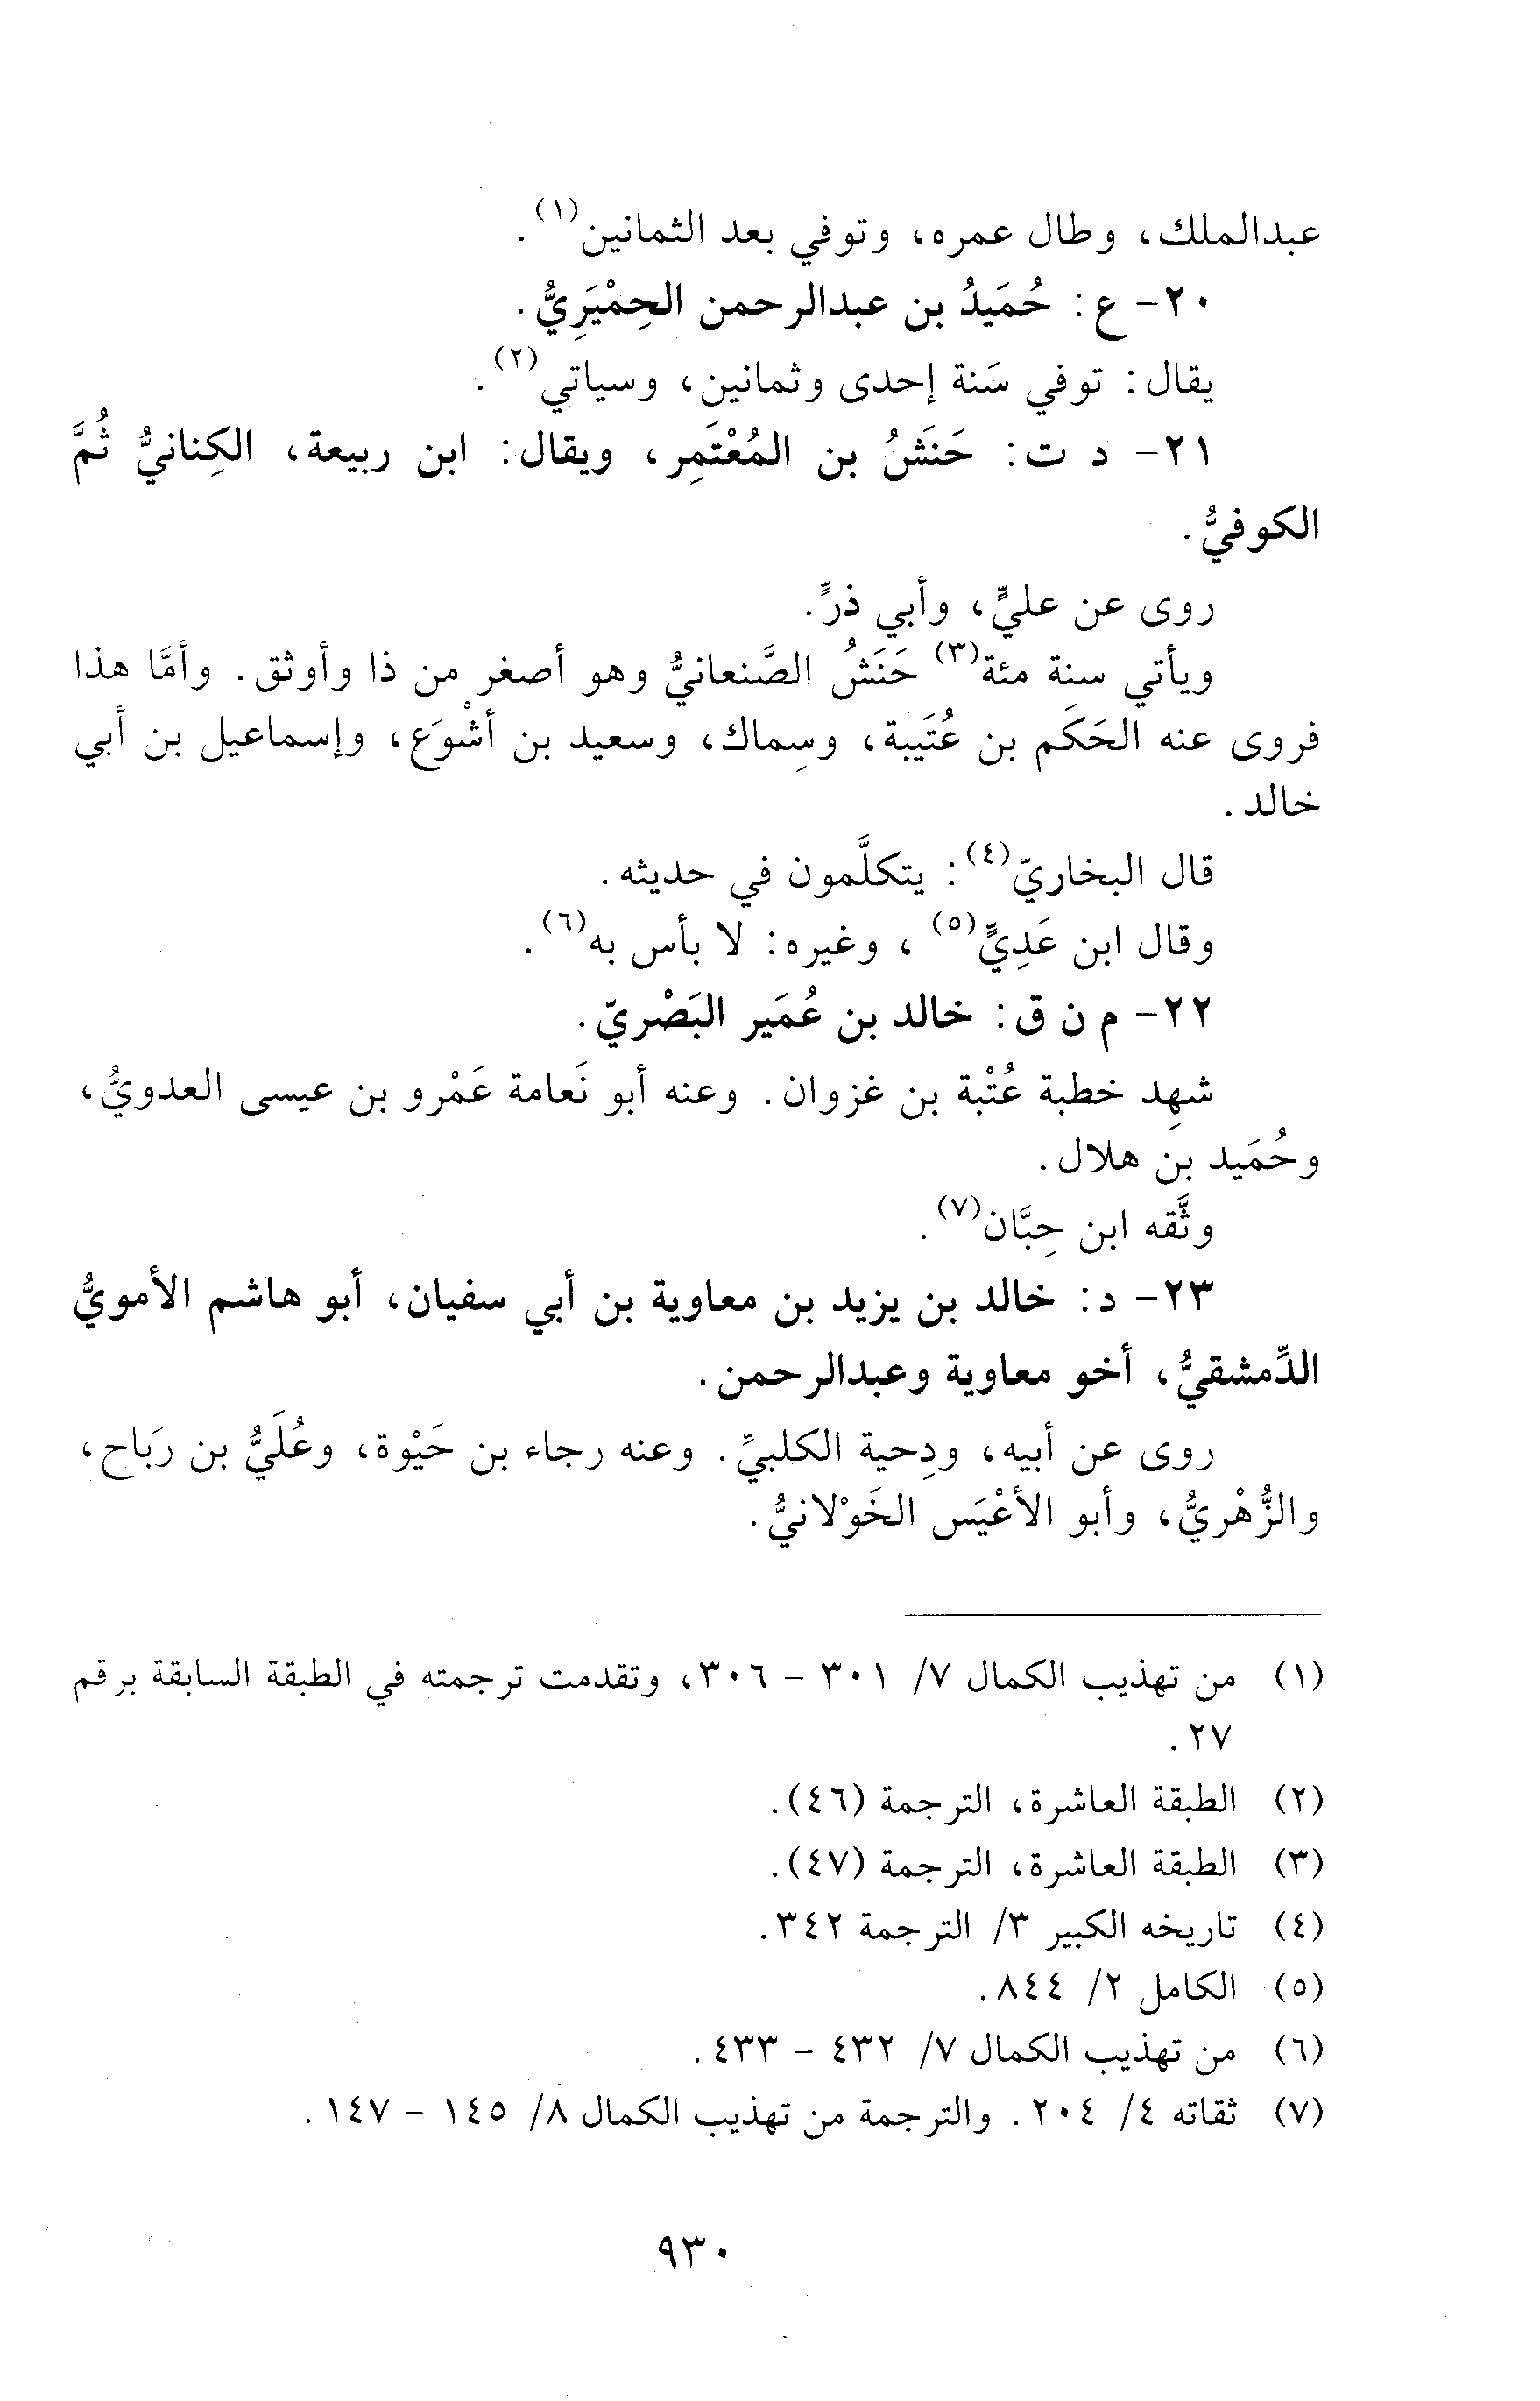 عبدالملك، وطال عمره، وتوفي بعد الثمانين(١).
٢٠- ع: حُمَيدُ بن عبدالرحمن الحِمْيَرِيُّ.
يقال: توفي سَنة إحدى وثمانين، وسياتي(٢).
٢١- د ت: حَنَشُ بن المُعْتَمِر، ويقال: ابن ربيعة، الكِنانيُّ ثُمَّ
الكوفيُّ.
روى عن عليٍّ، وأبي ذرٍّ.
ويأتي سنة مئة(٣) حَنَشُ الصَّنعانيُّ وهو أصغر من ذا وأوثق. وأمَّا هذا
فروى عنه الحَكَم بن عُتَيبة، وسِماك، وسعيد بن أشْوَع، وإسماعيل بن أبي
خالد.
قال البخاريّ(٤): يتكلَّمون في حديثه.
وقال ابن عَدِيٍّ(٥)، وغيره: لا بأس به(٦).
٢٢- م ن ق: خالد بن عُمَير البَصْريّ.
شهِد خطبة عُتْبة بن غزوان. وعنه أبو نَعامة عَمْرو بن عيسى العدويُّ،
وحُمَيد بن هلال.
وثَّقه ابن حِبَّان(٧).
٢٣- د: خالد بن يزيد بن معاوية بن أبي سفيان، أبو هاشم الأمويُّ
الدِّمشقيُّ، أخو معاوية وعبدالرحمن.
روى عن أبيه، ودِحية الكلبيِّ. وعنه رجاء بن حَيْوة، وعُلَيُّ بن رَباح،
والزُّهْريُّ، وأبو الأعْيَس الخَوْلانيُّ.
(١) من تهذيب الكمال ٧/ ٣٠١ - ٣٠٦، وتقدمت ترجمته في الطبقة السابقة برقم
٢٧.
(٢) الطبقة العاشرة، الترجمة (٤٦).
(٣) الطبقة العاشرة، الترجمة (٤٧).
(٤) تاريخه الكبير ٣/ الترجمة ٣٤٢.
(٥) الكامل ٢/ ٨٤٤.
(٦) من تهذيب الكمال ٧/ ٤٣٢ - ٤٣٣.
(٧) ثقاته ٤/ ٢٠٤. والترجمة من تهذيب الكمال ٨/ ١٤٥ - ١٤٧.
٩٣٠